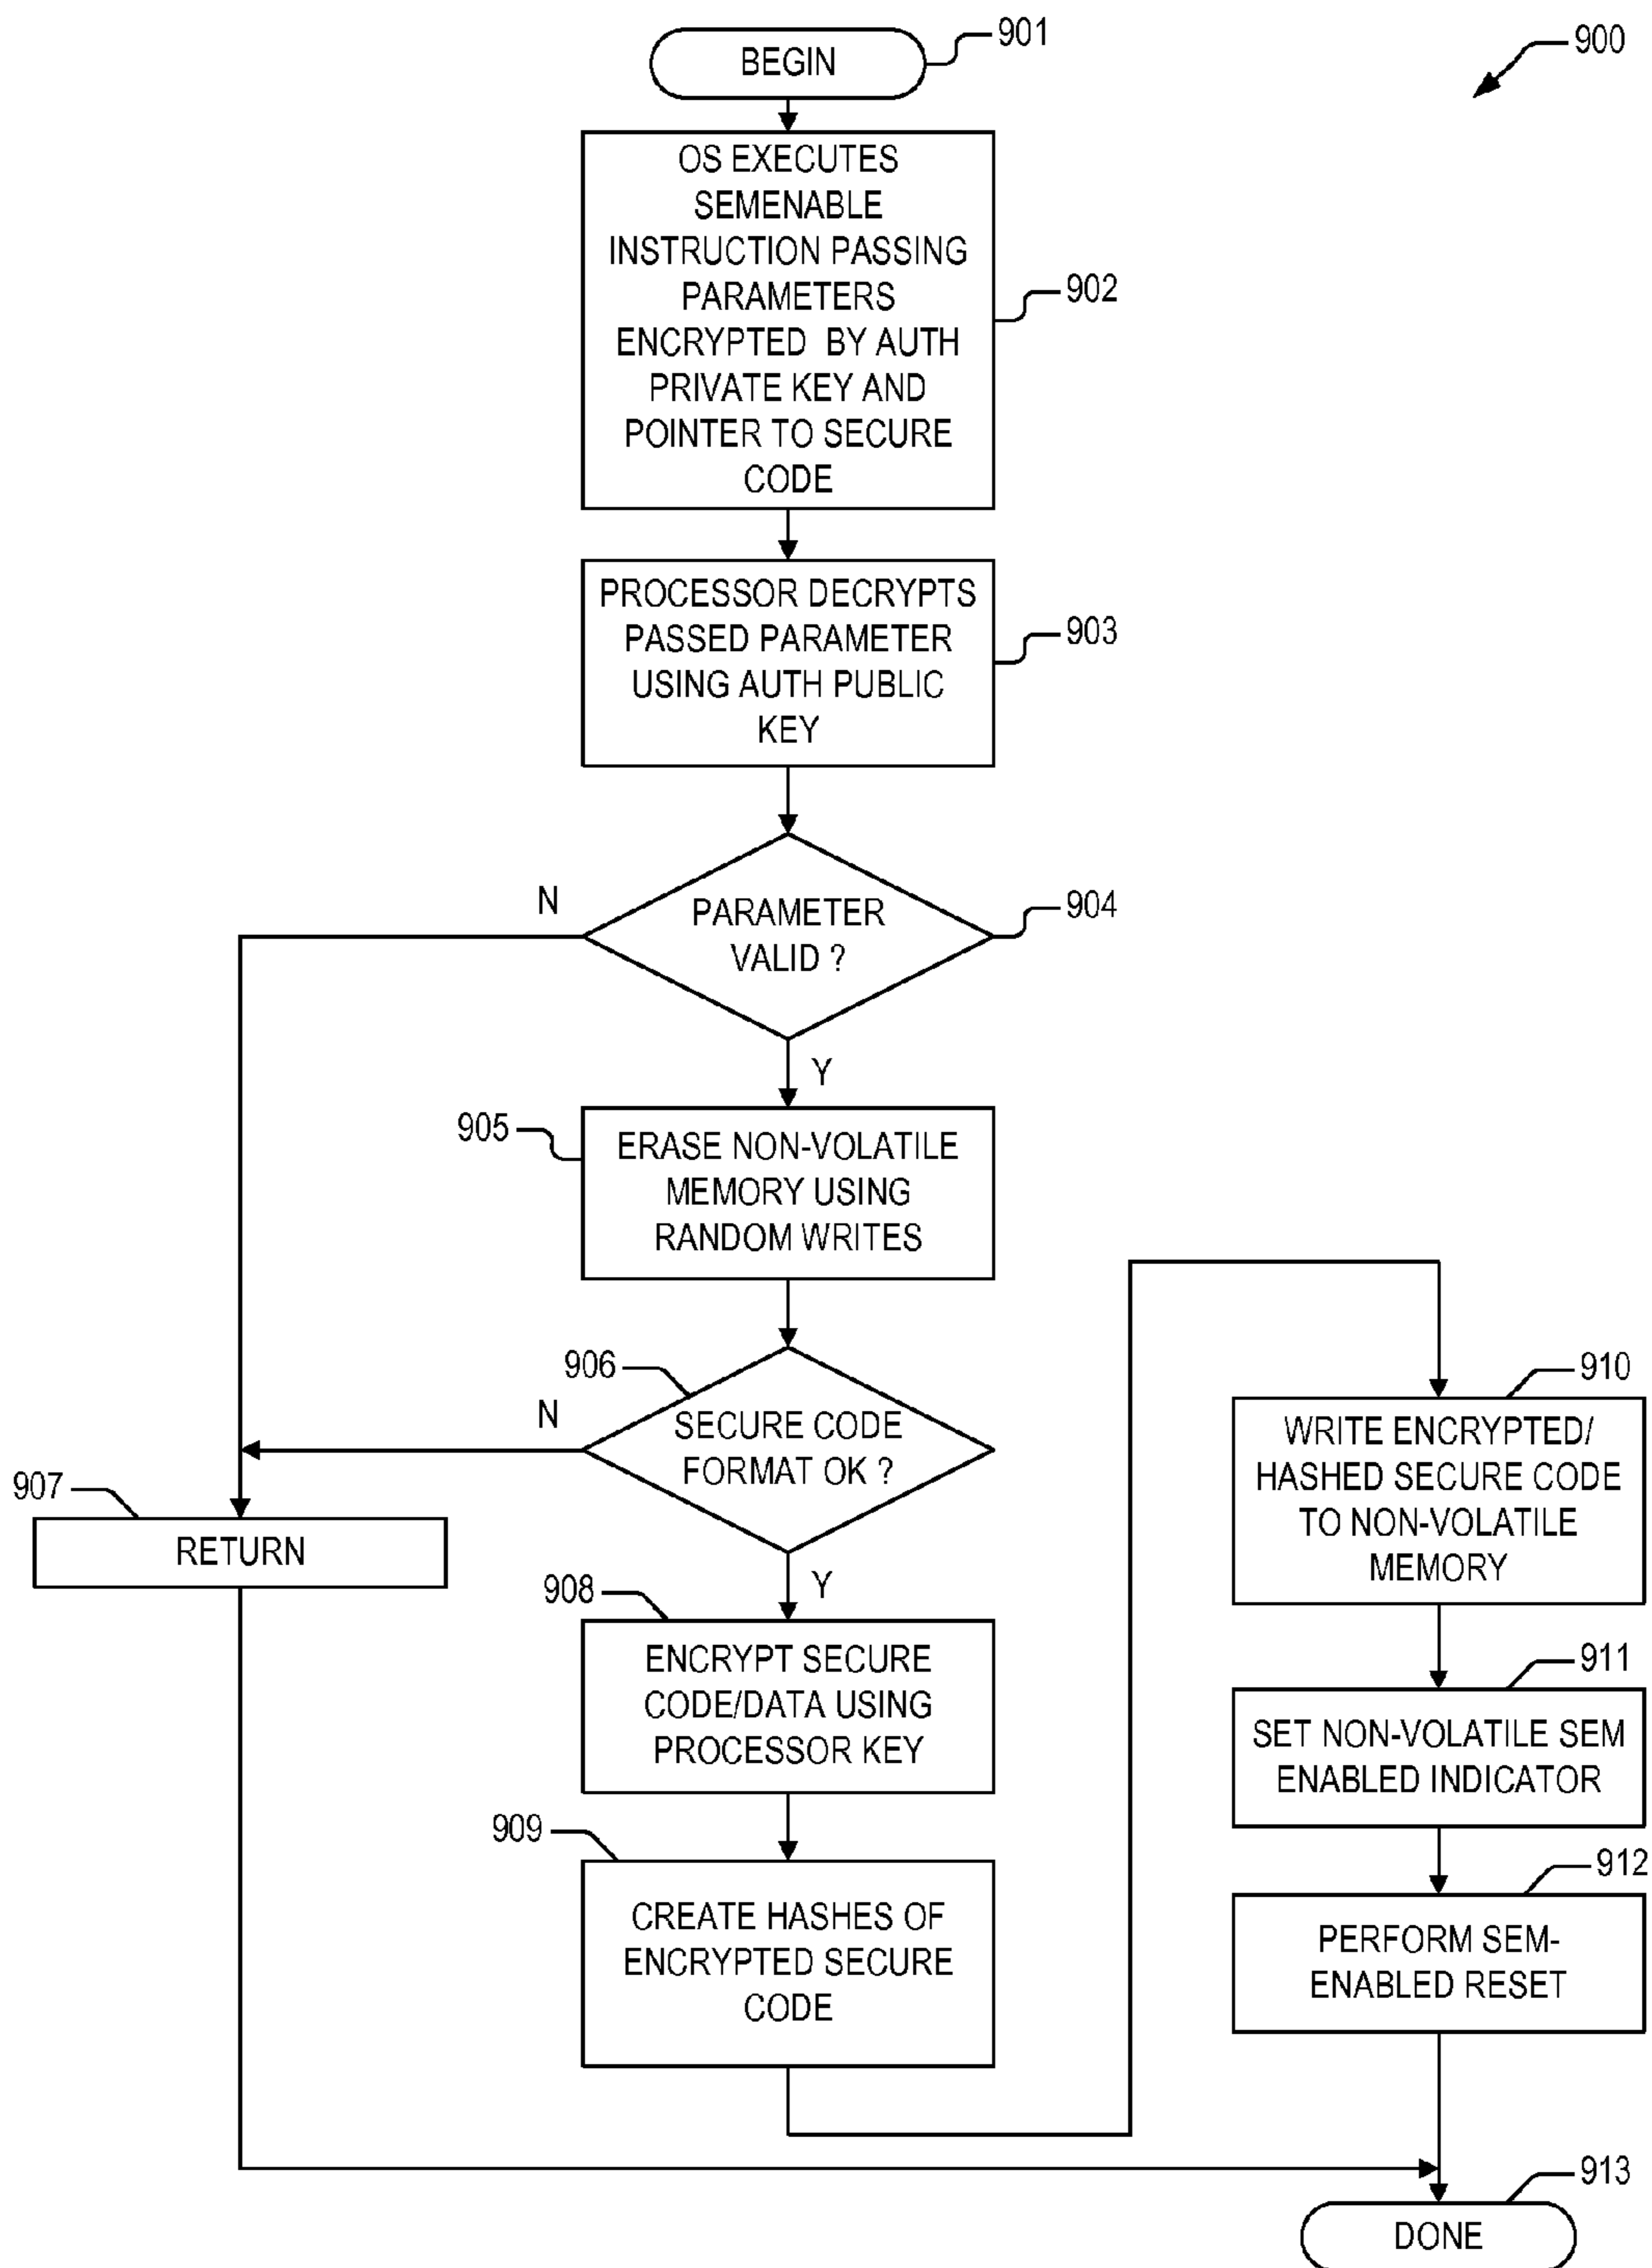 BEGIN
901
900
OS EXECUTES
SEMENABLE
INSTRUCTION PASSING
PARAMETERS
ENCRYPTED BY AUTH
PRIVATE KEY AND
POINTER TO SECURE
CODE
902
PROCESSOR DECRYPTS
PASSED PARAMETER
USING AUTH PUBLIC
KEY
903
N
PARAMETER
VALID ?
904
Y
905
ERASE NON-VOLATILE
MEMORY USING
RANDOM WRITES
906
N
SECURE CODE
FORMAT OK ?
907
RETURN
Y
908
ENCRYPT SECURE
CODE/DATA USING
PROCESSOR KEY
909
CREATE HASHES OF
ENCRYPTED SECURE
CODE
910
WRITE ENCRYPTED/
HASHED SECURE CODE
TO NON-VOLATILE
MEMORY
911
SET NON-VOLATILE SEM
ENABLED INDICATOR
912
PERFORM SEM-
ENABLED RESET
913
DONE